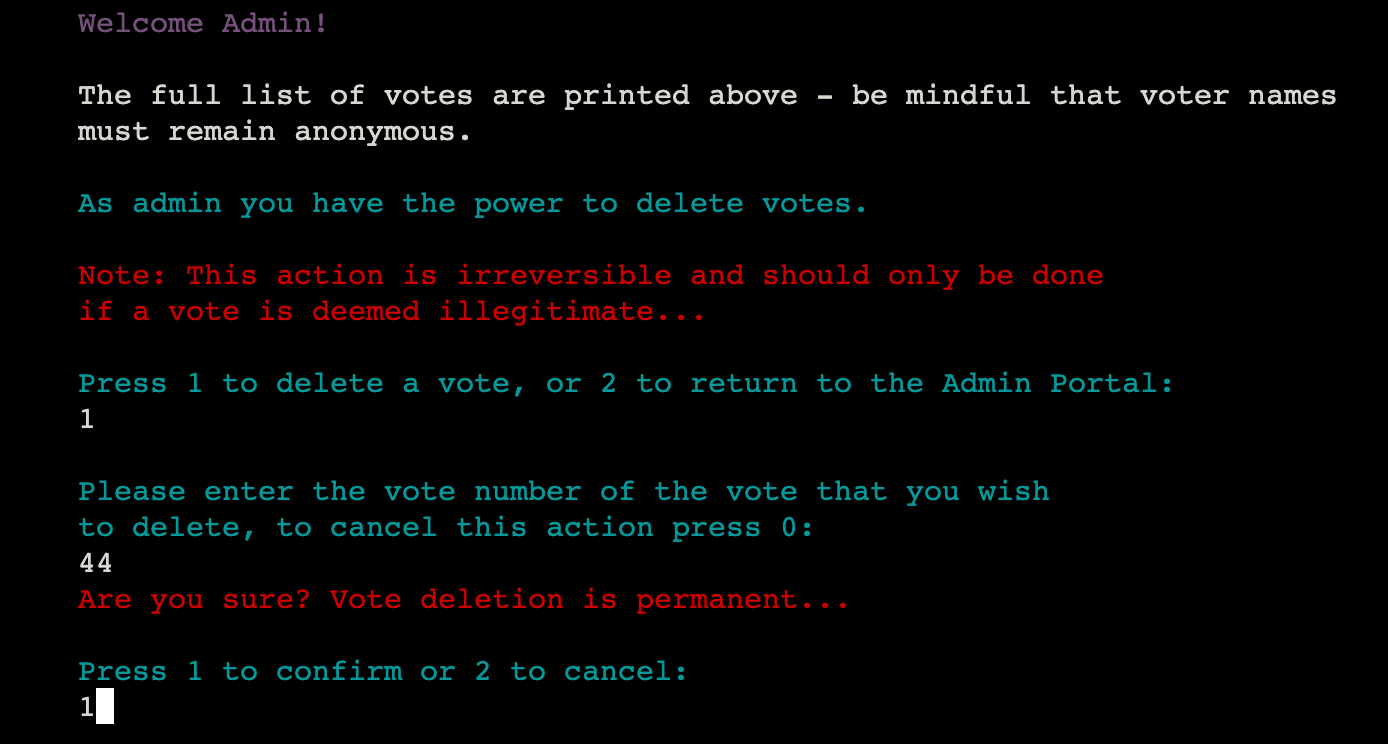 Welcome Admin!
The full list of votes are printed above - be mindful that voter names
must remain anonymous.
As admin you have the power to delete votes.
Note: This action is irreversible and should only be done
if a vote is deemed illegitimate...
Press 1 to delete a vote, or 2 to return to the Admin Portal:
1
Please enter the vote number of the vote that you wish
to delete, to cancel this action press 0:
44
Are you sure? Vote deletion is permanent...
Press 1 to confirm or 2 to cancel:
1